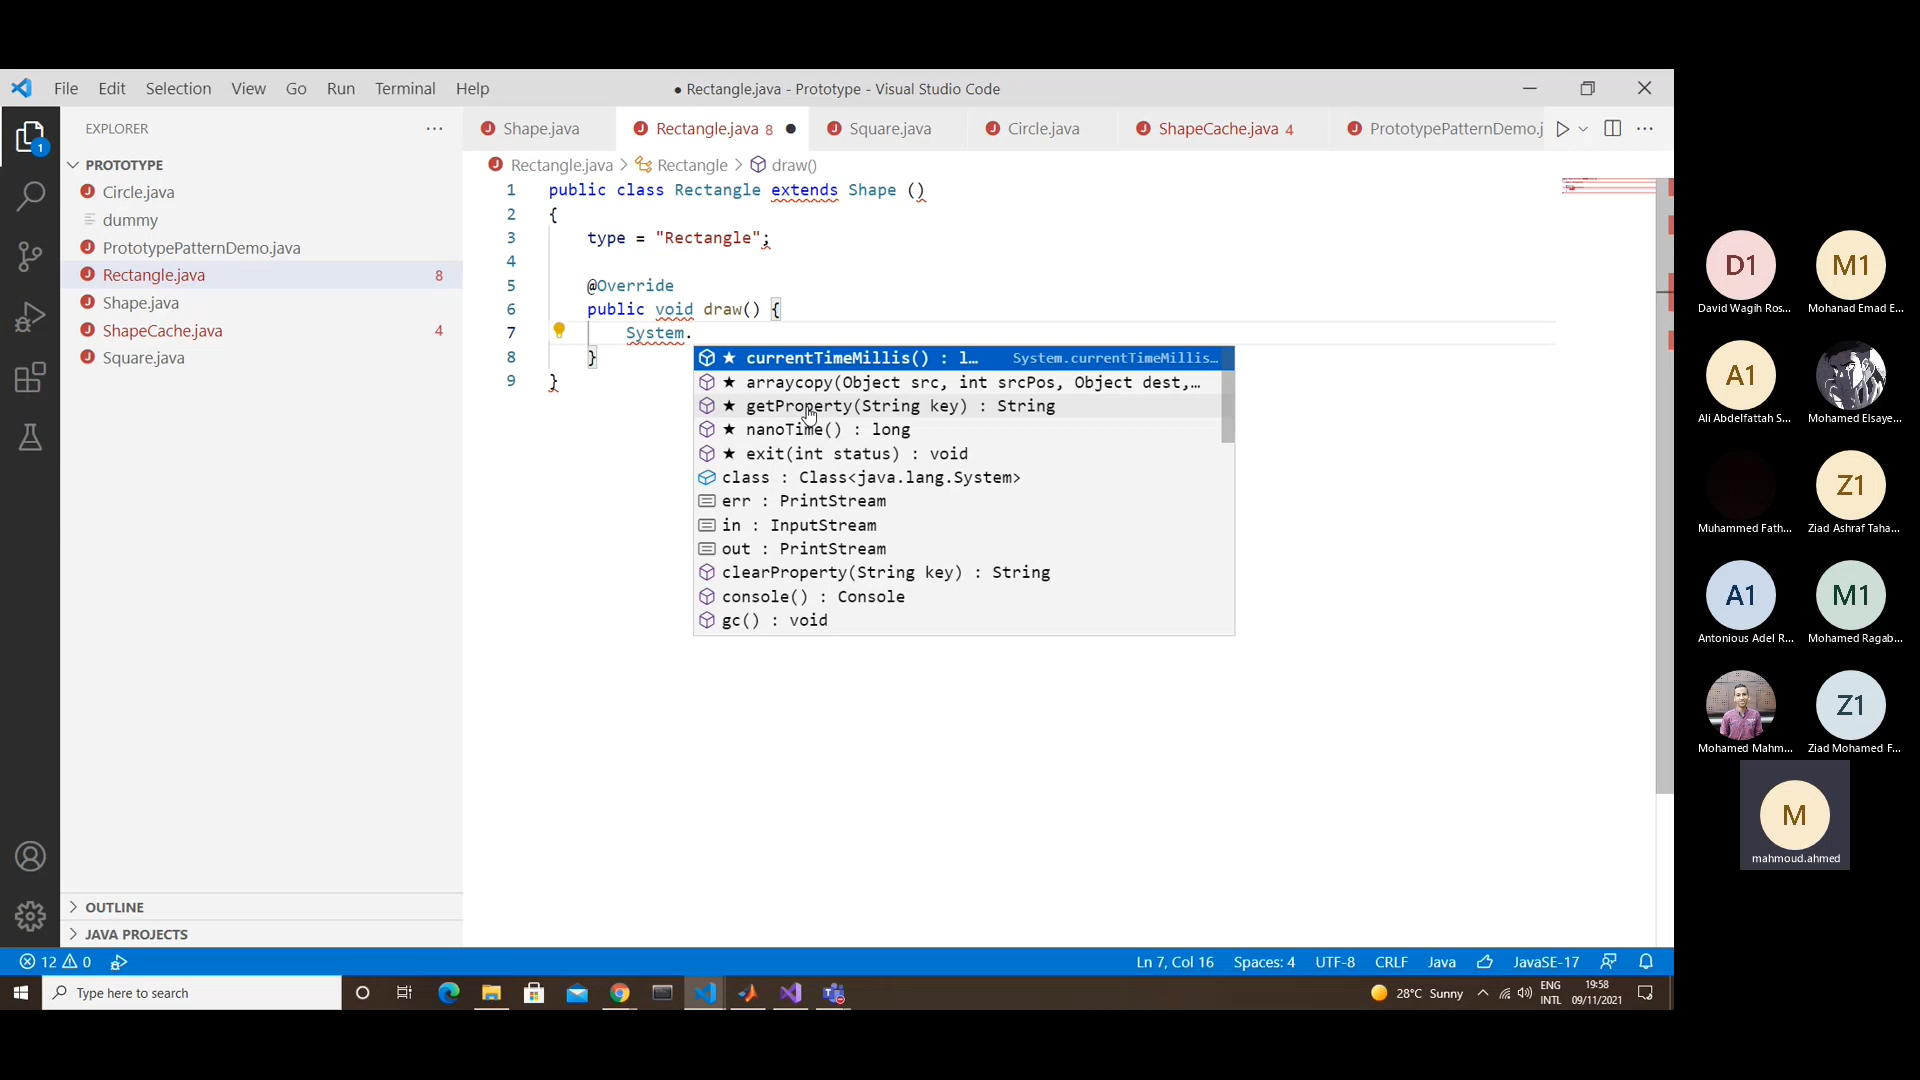 File Edit Selection View Go Run Terminal Help
● Rectangle.java - Prototype - Visual Studio Code
EXPLORER
Shape.java
Rectangle.java 8
Square.java
Circle.java
ShapeCache.java 4
PrototypePatternDemo.j
PROTOTYPE
Circle.java
dummy
PrototypePatternDemo.java
Rectangle.java 8
Shape.java
ShapeCache.java 4
Square.java
OUTLINE
JAVA PROJECTS
Rectangle.java > Rectangle > draw()
1 public class Rectangle extends Shape ()
2 {
3 type = "Rectangle";
4
5 @Override
6 public void draw() {
7 System.
8 }
9 }
★ currentTimeMillis() : l… System.currentTimeMillis…
★ arraycopy(Object src, int srcPos, Object dest,…
★ getProperty(String key) : String
★ nanoTime() : long
★ exit(int status) : void
class : Class<java.lang.System>
err : PrintStream
in : InputStream
out : PrintStream
clearProperty(String key) : String
console() : Console
gc() : void
1
12 0
Ln 7, Col 16 Spaces: 4 UTF-8 CRLF Java JavaSE-17
Type here to search
28°C Sunny
ENG
INTL
19:58
09/11/2021
D1
David Wagih Ros...
M1
Mohanad Emad E...
A1
Ali Abdelfattah S...
Mohamed Elsaye...
Muhammed Fath...
Z1
Ziad Ashraf Taha...
A1
Antonious Adel R...
M1
Mohamed Ragab...
Mohamed Mahm...
Z1
Ziad Mohamed F...
M
mahmoud.ahmed